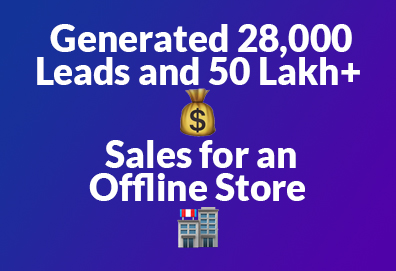 Generated 28,000
Leads and 50 Lakh+
💰
Sales for an
Offline Store
🏬